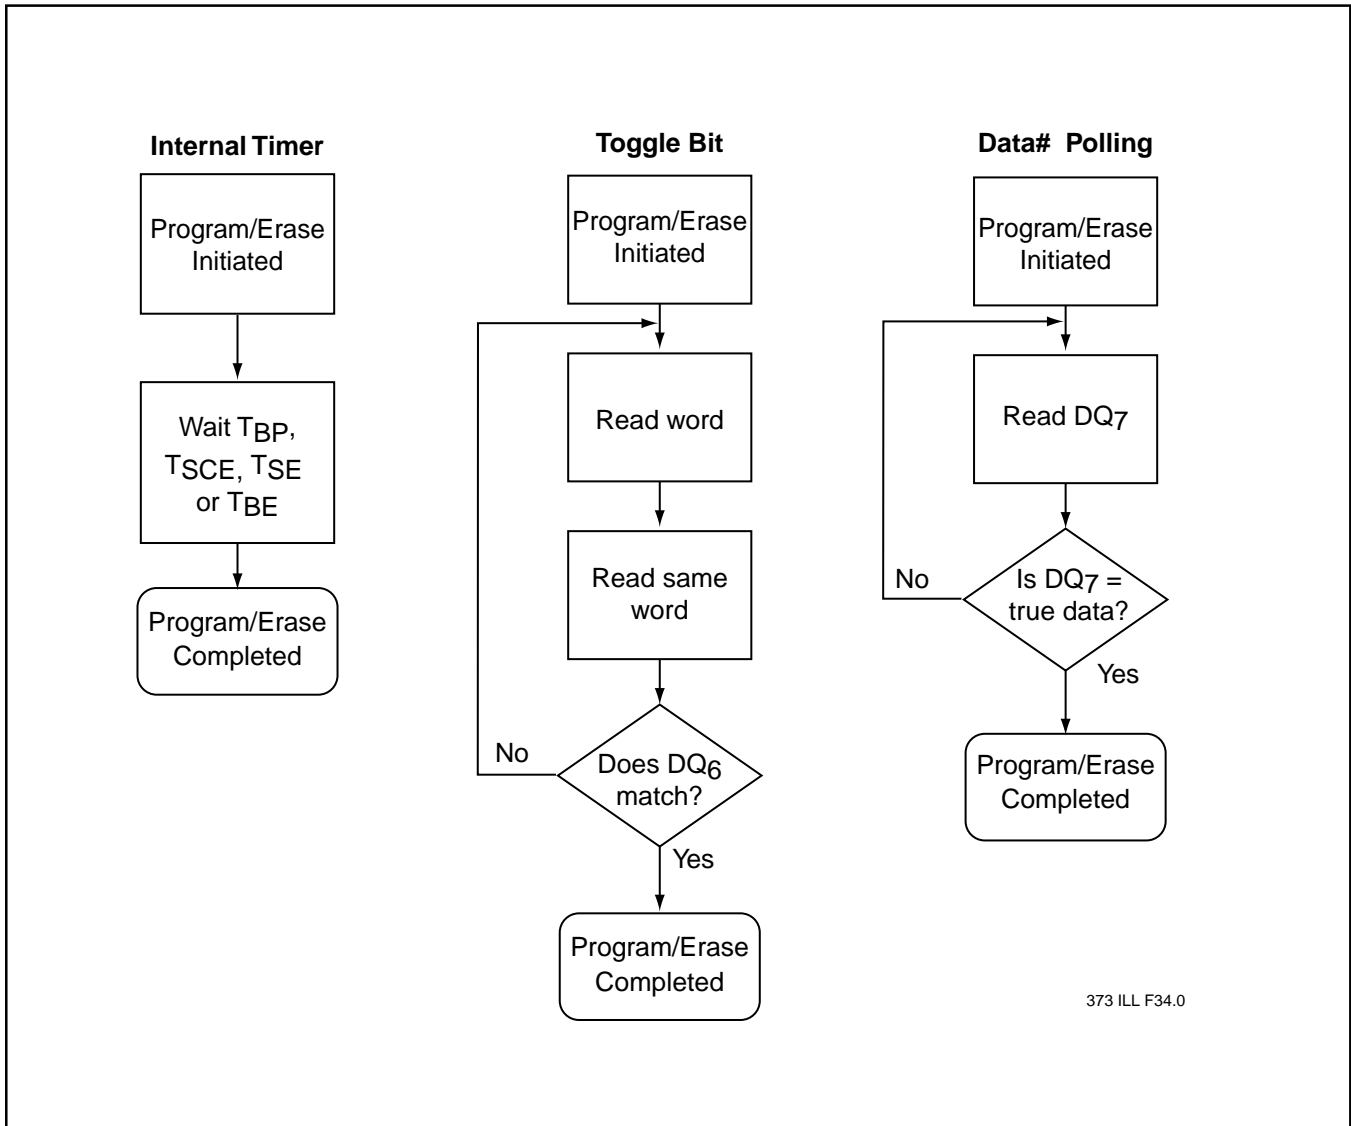 Internal Timer
Program/Erase
Initiated
Wait TBP,
TSCE, TSE
or TBE
Program/Erase
Completed
Toggle Bit
Program/Erase
Initiated
Read word
Read same
word
No
Does DQ6
match?
Yes
Program/Erase
Completed
Data# Polling
Program/Erase
Initiated
Read DQ7
No
Is DQ7 =
true data?
Yes
Program/Erase
Completed
373 ILL F34.0